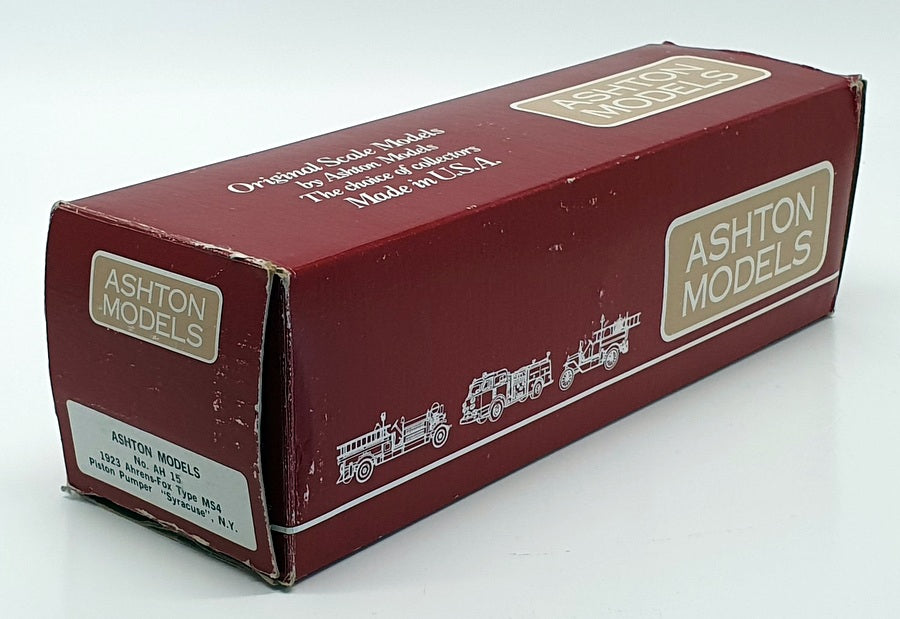 ASHTON
MODELS
Original Scale Models
by Ashton Models
The choice of collectors
Made in U.S.A.
ASHTON
MODELS
ASHTON
MODELS
ASHTON MODELS
No. AH 15
1923 Ahrens-Fox Type MS4
Piston Pumper "Syracuse", N.Y.